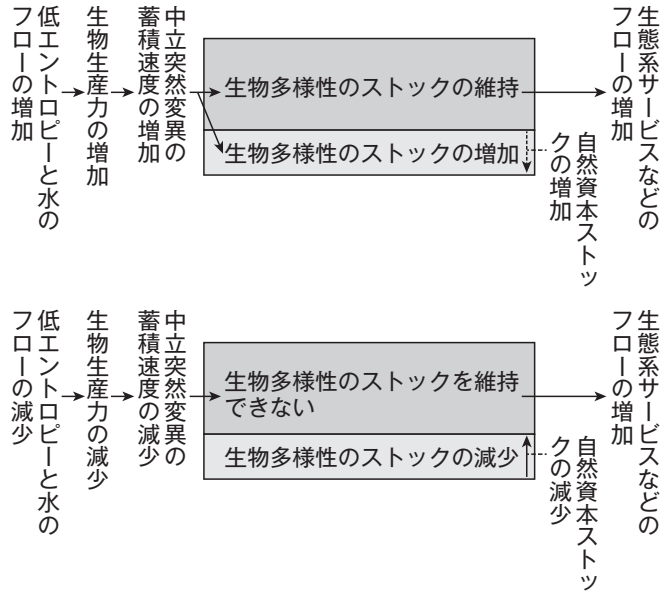 低エントロピーと水の
フローの増加
生物生産力の増加
中立突然変異の
蓄積速度の増加
生物多様性のストックの維持
生物多様性のストックの増加
自然資本ストッ
クの増加
生態系サービスなどの
フローの増加
低エントロピーと水の
フローの減少
生物生産力の減少
中立突然変異の
蓄積速度の減少
生物多様性のストックを維持
できない
生物多様性のストックの減少
自然資本ストッ
クの減少
生態系サービスなどの
フローの増加